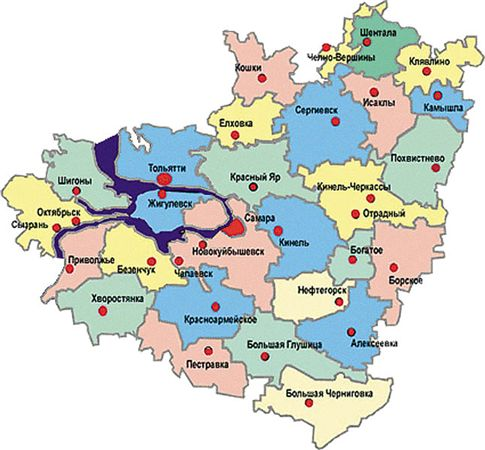 Шентала
Челно-Вершины
Клявлино
Кошки
Исаклы
Камышла
Сергиевск
Елховка
Похвистнево
Тольятти
Красный Яр
Шигоны
Кинель-Черкассы
Жигулевск
Октябрьск
Отрадный
Сызрань
Самара
Кинель
Новокуйбышевск
Богатое
Приволжье
Безенчук
Чапаевск
Борское
Нефтегорск
Хворостянка
Красноармейское
Алексеевка
Большая Глушица
Пестравка
Большая Черниговка